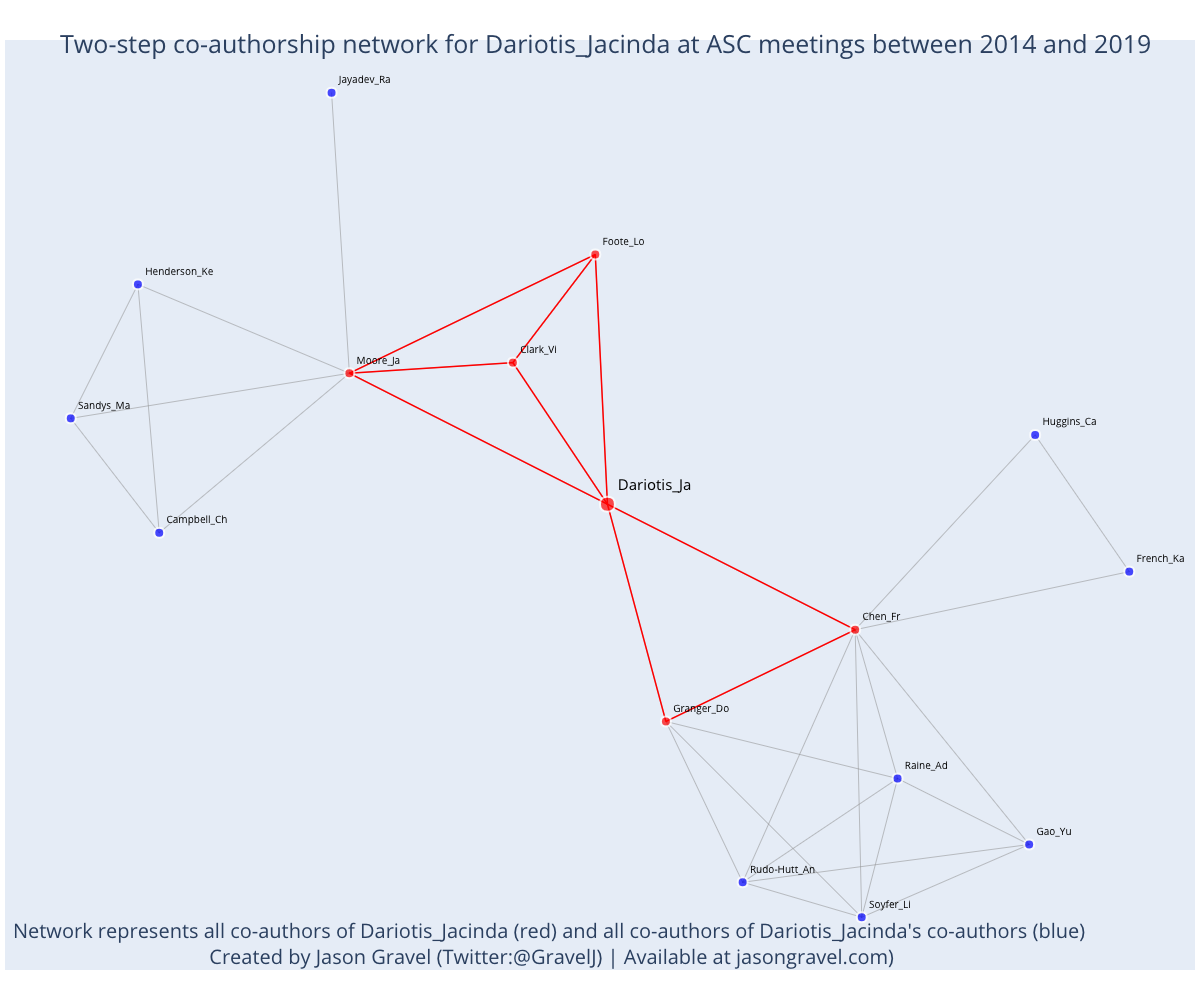 Two-step co-authorship network for Dariotis_Jacinda at ASC meetings between 2014 and 2019
Jayadev_Ra
Foote_Lo
Henderson_Ke
Clark_Vi
Moore_Ja
Sandys_Ma
Huggins_Ca
Dariotis_Ja
Campbell_Ch
French_Ka
Chen_Fr
Granger_Do
Raine_Ad
Gao_Yu
Rudo-Hutt_An
Soyfer_Li
Network represents all co-authors of Dariotis_Jacinda (red) and all co-authors of Dariotis_Jacinda's co-authors (blue)
Created by Jason Gravel (Twitter:@GravelJ) | Available at jasongravel.com)